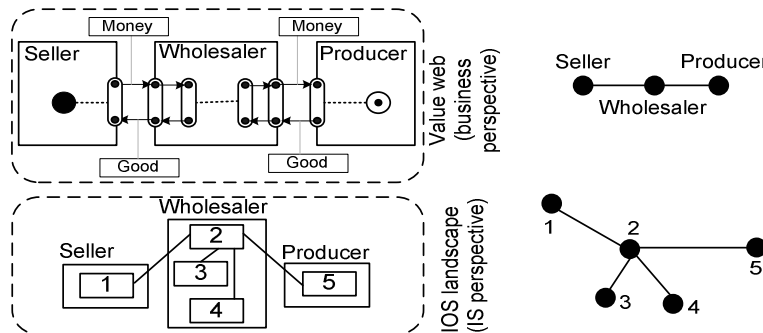 Money
Money
Seller
Wholesaler
Producer
Good
Good
Value web
(business
perspective)
Seller
Producer
Wholesaler
Wholesaler
Seller
Producer
1
2
3
4
5
IOS landscape
(IS perspective)
1
2
3
4
5